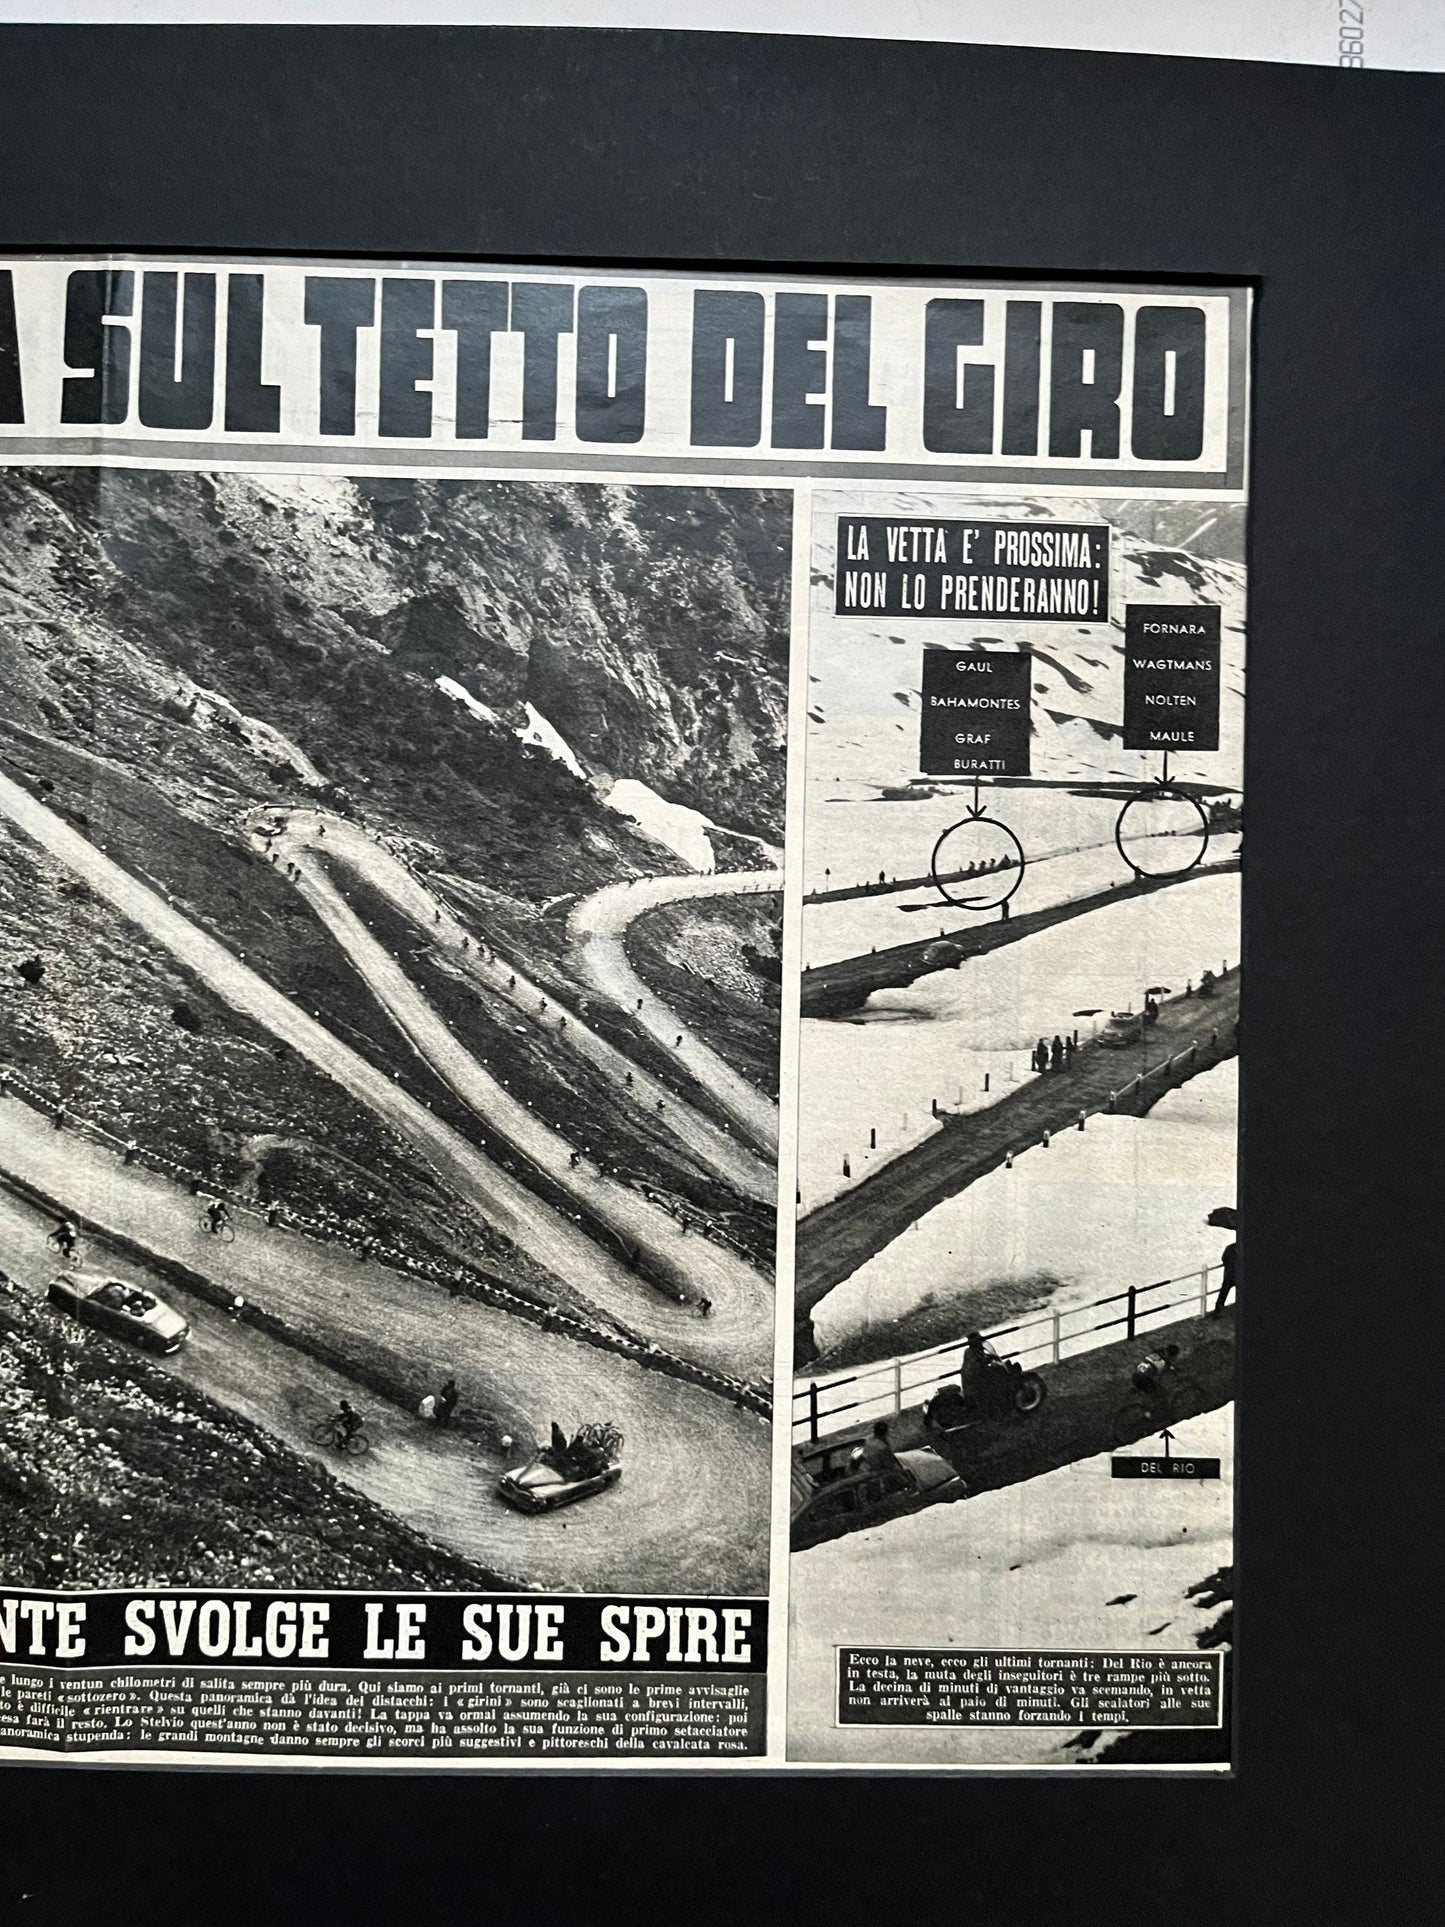 36027
A SUL TETTO DEL GIRO
LA VETTA E' PROSSIMA:
NON LO PRENDERANNO!
GAUL
BAHAMONTES
GRAF
BURATTI
FORNARA
WAGTMANS
NOLTEN
MAULE
DEL RIO
NTE SVOLGE LE SUE SPIRE
e lungo i ventun chilometri di salita sempre più dura. Qui siamo ai primi tornanti, già ci sono le prime avvisaglie
le pareti « sottozero ». Questa panoramica dà l'idea dei distacchi: i « girini » sono scaglionati a brevi intervalli,
to è difficile « rientrare » su quelli che stanno davanti! La tappa va ormai assumendo la sua configurazione: poi
esa farà il resto. Lo Stelvio quest'anno non è stato decisivo, ma ha assolto la sua funzione di primo setacciatore
anoramica stupenda: le grandi montagne danno sempre gli scorci più suggestivi e pittoreschi della cavalcata rosa.
Ecco la neve, ecco gli ultimi tornanti: Del Rio è ancora
in testa, la muta degli inseguitori è tre rampe più sotto.
La decina di minuti di vantaggio va scemando, in vetta
non arriverà al paio di minuti. Gli scalatori alle sue
spalle stanno forzando i tempi.